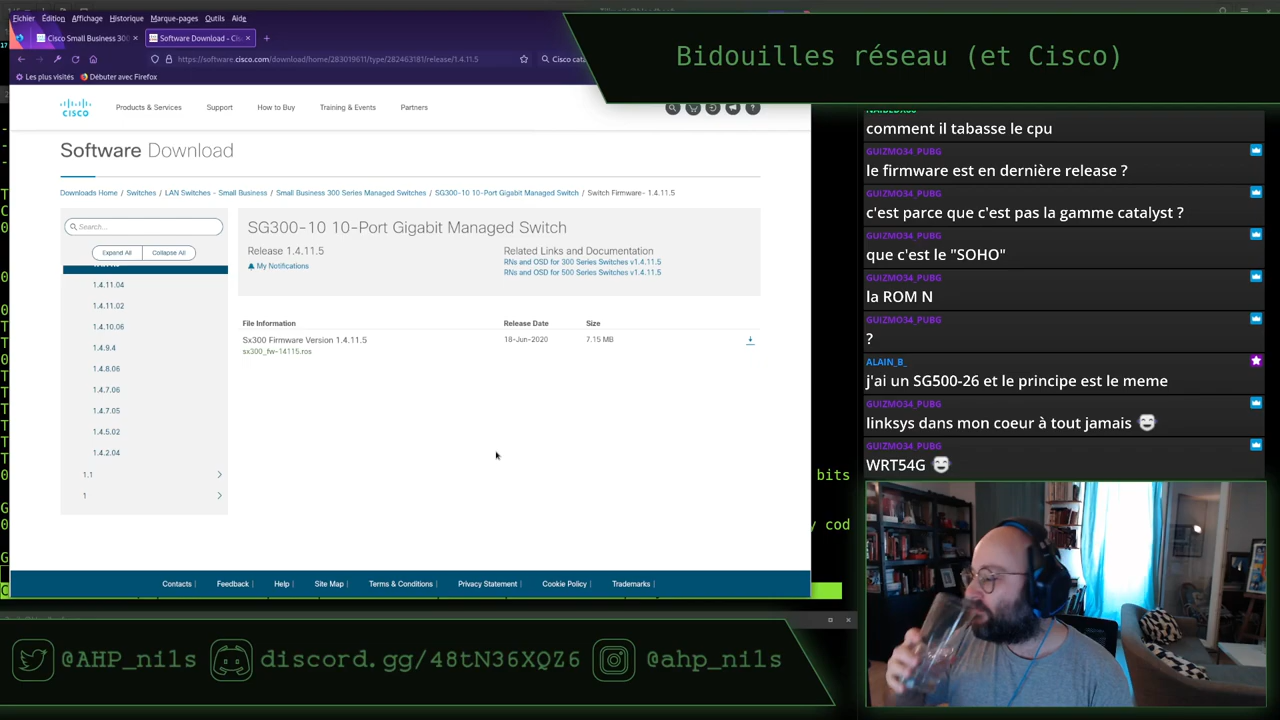 Fichier Édition Affichage Historique Marque-pages Outils Aide
Cisco Small Business 300 × Software Download - Cis × +
https://software.cisco.com/download/home/283019611/type/282463181/release/1.4.11.5
Cisco cata
Les plus visités Débuter avec Firefox
Bidouilles réseau (et Cisco)
CISCO
Products & Services Support How to Buy Training & Events Partners
Software Download
Downloads Home / Switches / LAN Switches - Small Business / Small Business 300 Series Managed Switches / SG300-10 10-Port Gigabit Managed Switch / Switch Firmware- 1.4.11.5
Search...
Expand All Collapse All
1.4.11.04
1.4.11.02
1.4.10.06
1.4.9.4
1.4.8.06
1.4.7.06
1.4.7.05
1.4.5.02
1.4.2.04
1.1
1
SG300-10 10-Port Gigabit Managed Switch
Release 1.4.11.5
My Notifications
Related Links and Documentation
RNs and OSD for 300 Series Switches v1.4.11.5
RNs and OSD for 500 Series Switches v1.4.11.5
File Information Release Date Size
Sx300 Firmware Version 1.4.11.5 18-Jun-2020 7.15 MB
sx300_fw-14115.ros
Contacts | Feedback | Help | Site Map | Terms & Conditions | Privacy Statement | Cookie Policy | Trademarks |
bits
y cod
comment il tabasse le cpu
GUIZMO34_PUBG
le firmware est en dernière release ?
GUIZMO34_PUBG
c'est parce que c'est pas la gamme catalyst ?
GUIZMO34_PUBG
que c'est le "SOHO"
GUIZMO34_PUBG
la ROM N
GUIZMO34_PUBG
?
ALAIN_B_
j'ai un SG500-26 et le principe est le meme
GUIZMO34_PUBG
linksys dans mon coeur à tout jamais
GUIZMO34_PUBG
WRT54G
@AHP_nils discord.gg/48tN36XQZ6 @ahp_nils